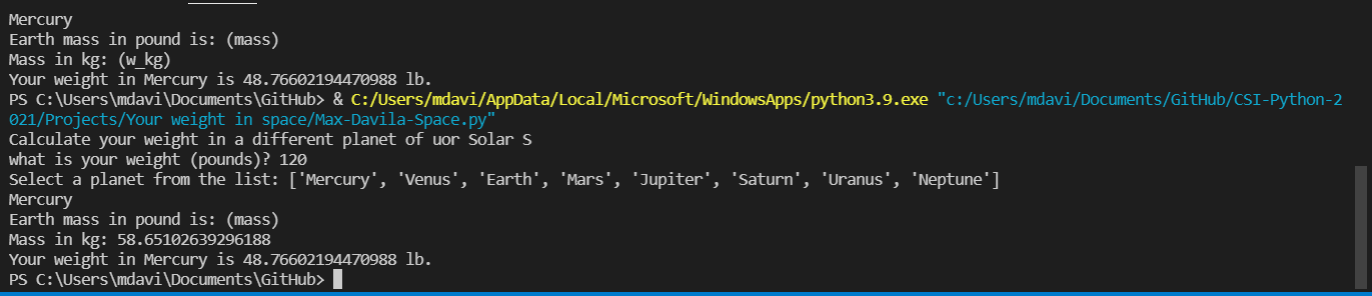 Mercury
Earth mass in pound is: (mass)
Mass in kg: (w_kg)
Your weight in Mercury is 48.76602194470988 lb.
PS C:\Users\mdavi\Documents\GitHub> & C:/Users/mdavi/AppData/Local/Microsoft/WindowsApps/python3.9.exe "c:/Users/mdavi/Documents/GitHub/CSI-Python-2
021/Projects/Your weight in space/Max-Davila-Space.py"
Calculate your weight in a different planet of uor Solar S
what is your weight (pounds)? 120
Select a planet from the list: ['Mercury', 'Venus', 'Earth', 'Mars', 'Jupiter', 'Saturn', 'Uranus', 'Neptune']
Mercury
Earth mass in pound is: (mass)
Mass in kg: 58.65102639296188
Your weight in Mercury is 48.76602194470988 lb.
PS C:\Users\mdavi\Documents\GitHub>